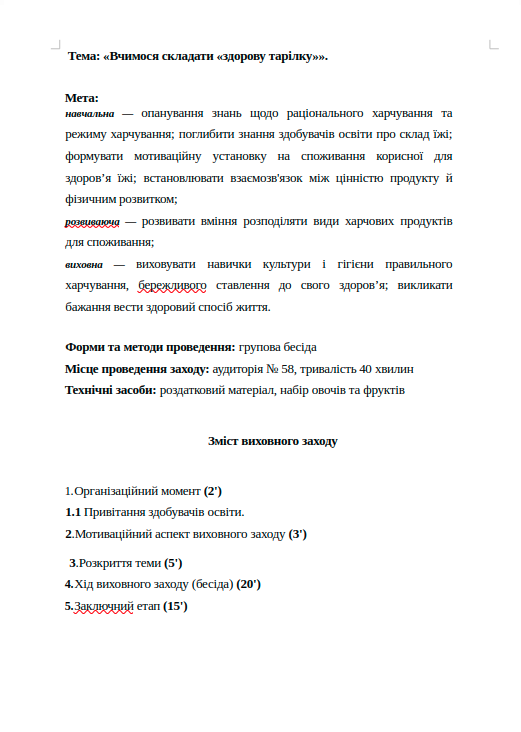 Тема: «Вчимося складати «здорову тарілку»».
Мета:
навчальна — опанування знань щодо раціонального харчування та
режиму харчування; поглибити знання здобувачів освіти про склад їжі;
формувати мотиваційну установку на споживання корисної для
здоров’я їжі; встановлювати взаємозв'язок між цінністю продукту й
фізичним розвитком;
розвиваюча — розвивати вміння розподіляти види харчових продуктів
для споживання;
виховна — виховувати навички культури і гігієни правильного
харчування, бережливого ставлення до свого здоров’я; викликати
бажання вести здоровий спосіб життя.
Форми та методи проведення: групова бесіда
Місце проведення заходу: аудиторія № 58, тривалість 40 хвилин
Технічні засоби: роздатковий матеріал, набір овочів та фруктів
Зміст виховного заходу
1.Організаційний момент (2')
1.1 Привітання здобувачів освіти.
2.Мотиваційний аспект виховного заходу (3')
3.Розкриття теми (5')
4.Хід виховного заходу (бесіда) (20')
5.Заключний етап (15')